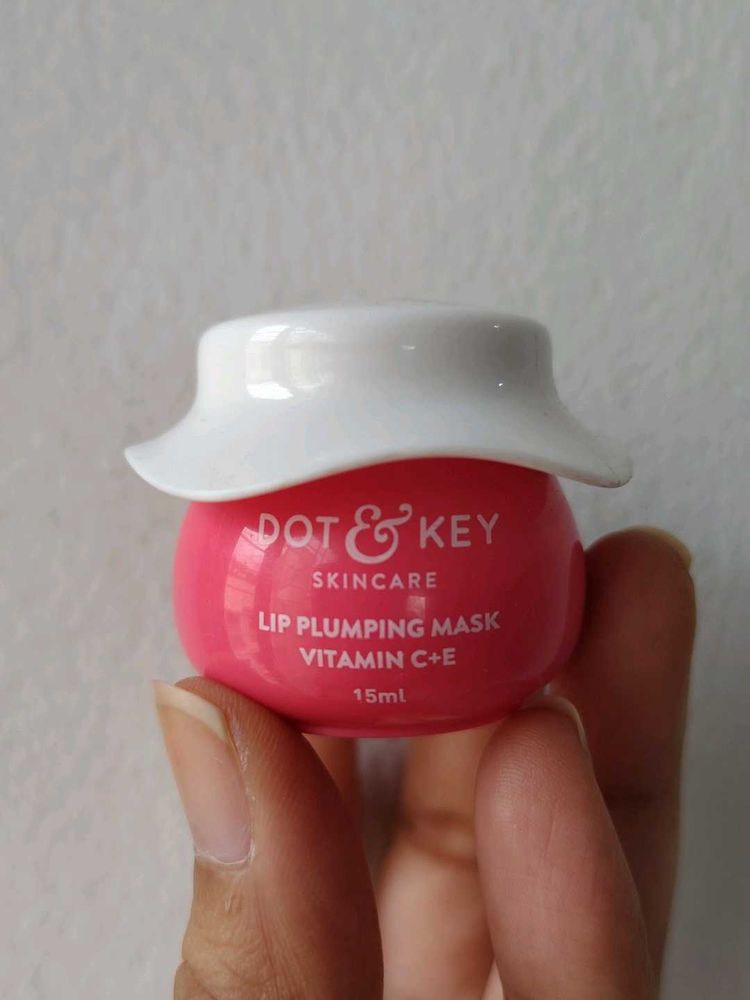 DOT & KEY
SKINCARE
LIP PLUMPING MASK
VITAMIN C+E
15ml